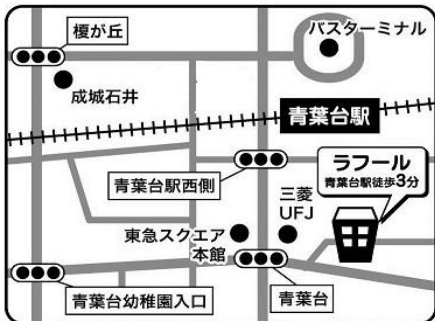 榎が丘
バスターミナル
成城石井
青葉台駅
ラフール
青葉台駅徒歩3分
青葉台駅西側
三菱
UFJ
東急スクエア
本館
青葉台幼稚園入口
青葉台